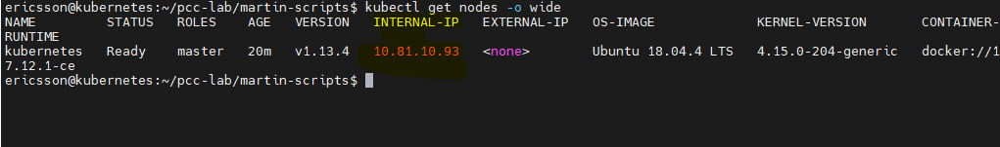 ericsson@kubernetes:~/pcc-lab/martin-scripts$ kubectl get nodes -o wide
NAME STATUS ROLES AGE VERSION INTERNAL-IP EXTERNAL-IP OS-IMAGE KERNEL-VERSION CONTAINER-
RUNTIME
kubernetes Ready master 20m v1.13.4 10.81.10.93 <none> Ubuntu 18.04.4 LTS 4.15.0-204-generic docker://1
7.12.1-ce
ericsson@kubernetes:~/pcc-lab/martin-scripts$